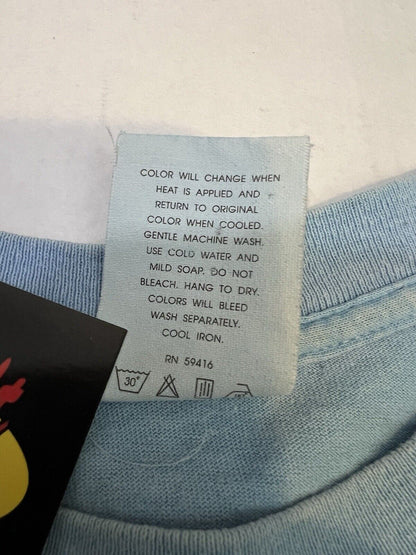 COLOR WILL CHANGE WHEN
HEAT IS APPLIED AND
RETURN TO ORIGINAL
COLOR WHEN COOLED.
GENTLE MACHINE WASH.
USE COLD WATER AND
MILD SOAP. DO NOT
BLEACH. HANG TO DRY.
COLORS WILL BLEED
WASH SEPARATELY.
COOL IRON.
RN 59416
30°